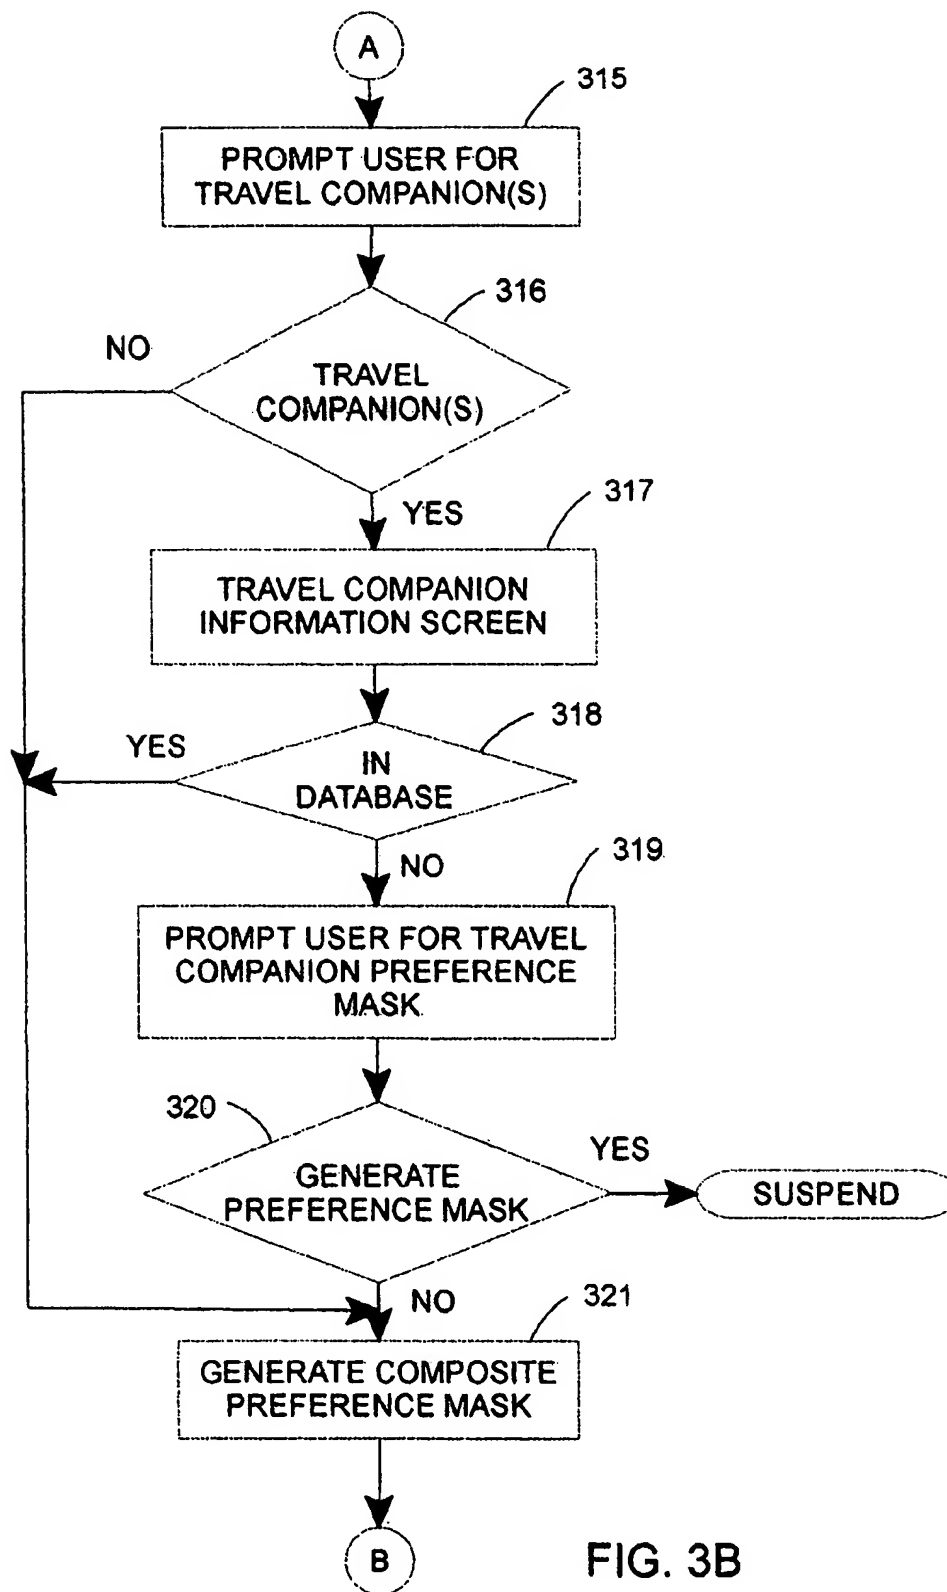 A
315
PROMPT USER FOR
TRAVEL COMPANION(S)
316
NO
TRAVEL
COMPANION(S)
317
YES
TRAVEL COMPANION
INFORMATION SCREEN
318
YES
IN
DATABASE
319
NO
PROMPT USER FOR TRAVEL
COMPANION PREFERENCE
MASK
320
YES
GENERATE
PREFERENCE MASK
SUSPEND
NO
321
GENERATE COMPOSITE
PREFERENCE MASK
B
FIG. 3B